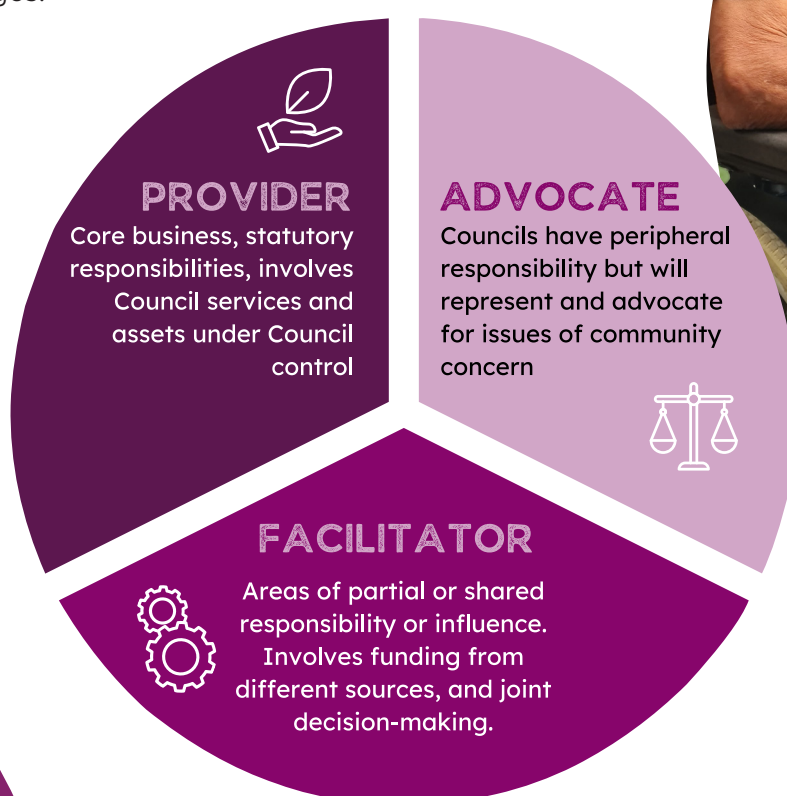 PROVIDER
Core business, statutory
responsibilities, involves
Council services and
assets under Council
control
ADVOCATE
Councils have peripheral
responsibility but will
represent and advocate
for issues of community
concern
FACILITATOR
Areas of partial or shared
responsibility or influence.
Involves funding from
different sources, and joint
decision-making.